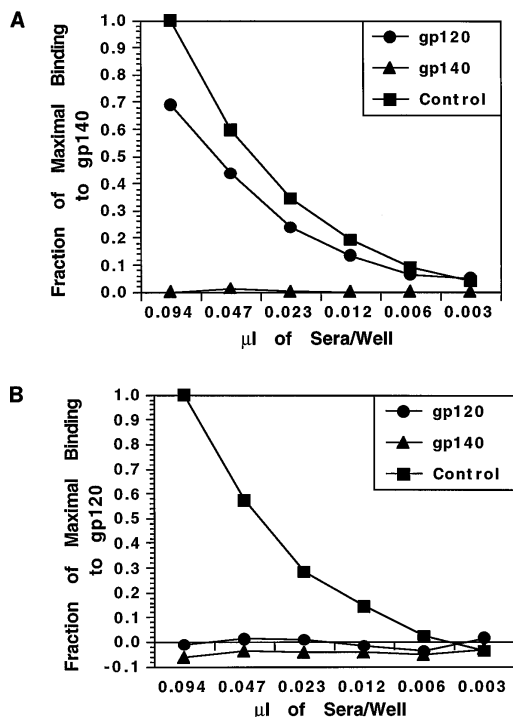 A
Fraction of Maximal Binding
to gp140
1.0
0.9
0.8
0.7
0.6
0.5
0.4
0.3
0.2
0.1
0.0
gp120
gp140
Control
0.094 0.047 0.023 0.012 0.006 0.003
µl of Sera/Well
B
Fraction of Maximal Binding
to gp120
1.0
0.9
0.8
0.7
0.6
0.5
0.4
0.3
0.2
0.1
0.0
-0.1
gp120
gp140
Control
0.094 0.047 0.023 0.012 0.006 0.003
µl of Sera/Well